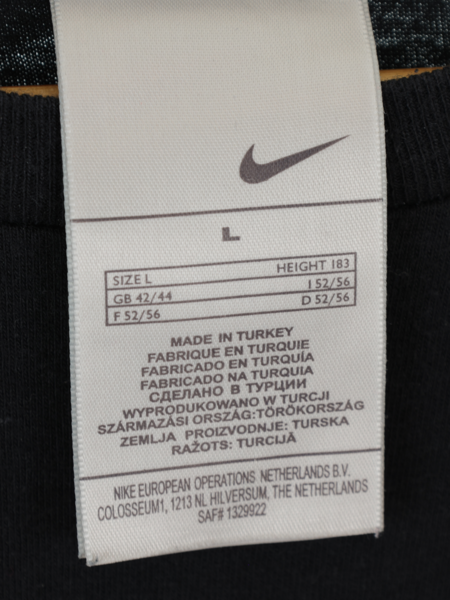 L
SIZE L HEIGHT 183
GB 42/44 I 52/56
F 52/56 D 52/56
MADE IN TURKEY
FABRIQUE EN TURQUIE
FABRICADO EN TURQUÍA
FABRICADO NA TURQUIA
СДЕЛАНО В ТУРЦИИ
WYPRODUKOWANO W TURCJI
SZÁRMAZÁSI ORSZÁG:TÖRÖKORSZÁG
ZEMLJA PROIZVODNJE: TURSKA
RAŽOTS: TURCIJĀ
NIKE EUROPEAN OPERATIONS NETHERLANDS B.V.
COLOSSEUM1, 1213 NL HILVERSUM, THE NETHERLANDS
SAF# 1329922